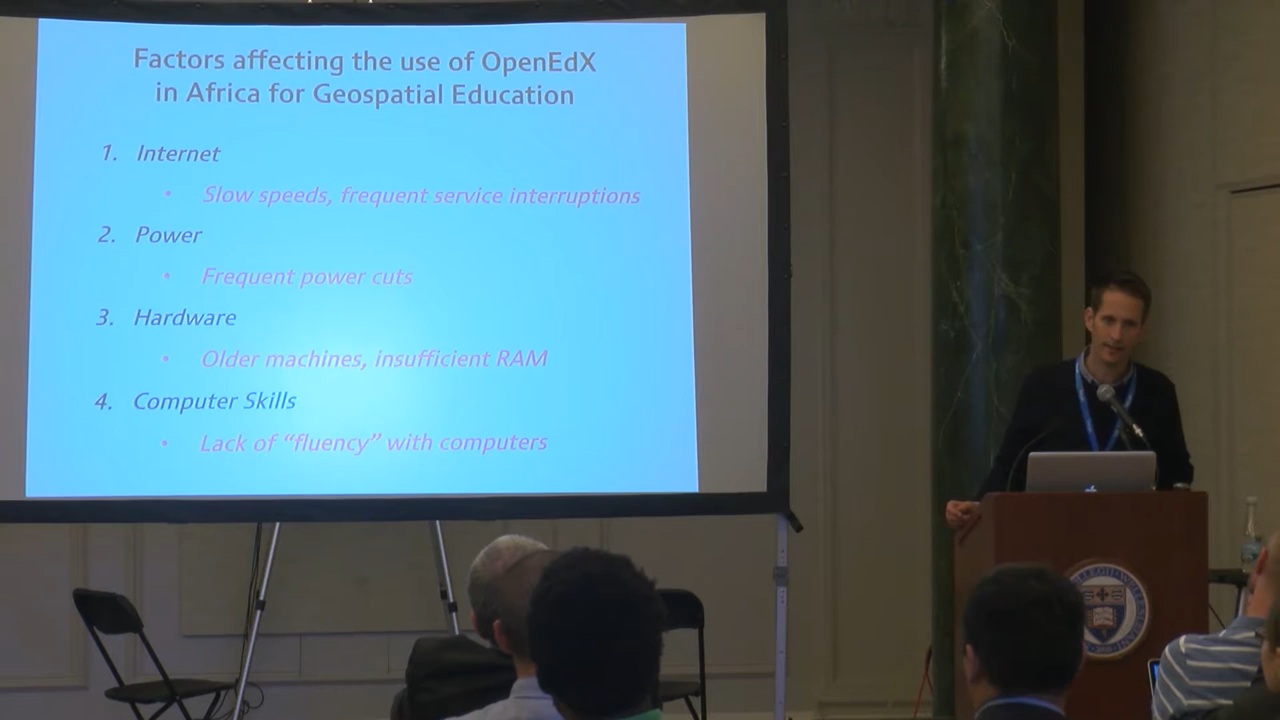 Factors affecting the use of OpenEdX
in Africa for Geospatial Education
1. Internet
• Slow speeds, frequent service interruptions
2. Power
• Frequent power cuts
3. Hardware
• Older machines, insufficient RAM
4. Computer Skills
• Lack of “fluency” with computers